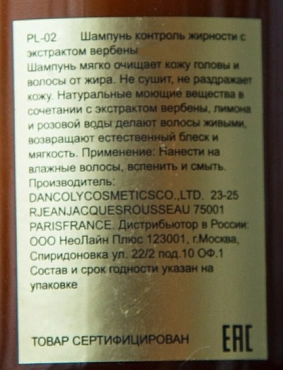 PL-02 Шампунь контроль жирности с
экстрактом вербены
Шампунь мягко очищает кожу головы и
волосы от жира. Не сушит, не раздражает
кожу. Натуральные моющие вещества в
сочетании с экстрактом вербены, лимона
и розовой воды делают волосы живыми,
возвращают естественный блеск и
мягкость. Применение: Нанести на
влажные волосы, вспенить и смыть.
Производитель:
DANCOLYCOSMETICSCO.,LTD. 23-25
RJEANJACQUESROUSSEAU 75001
PARISFRANCE. Дистрибьютор в России:
ООО НеоЛайн Плюс 123001, г.Москва,
Спиридоновка ул. 22/2 под.10 ОФ.1
Состав и срок годности указан на
упаковке
ТОВАР СЕРТИФИЦИРОВАН EAC